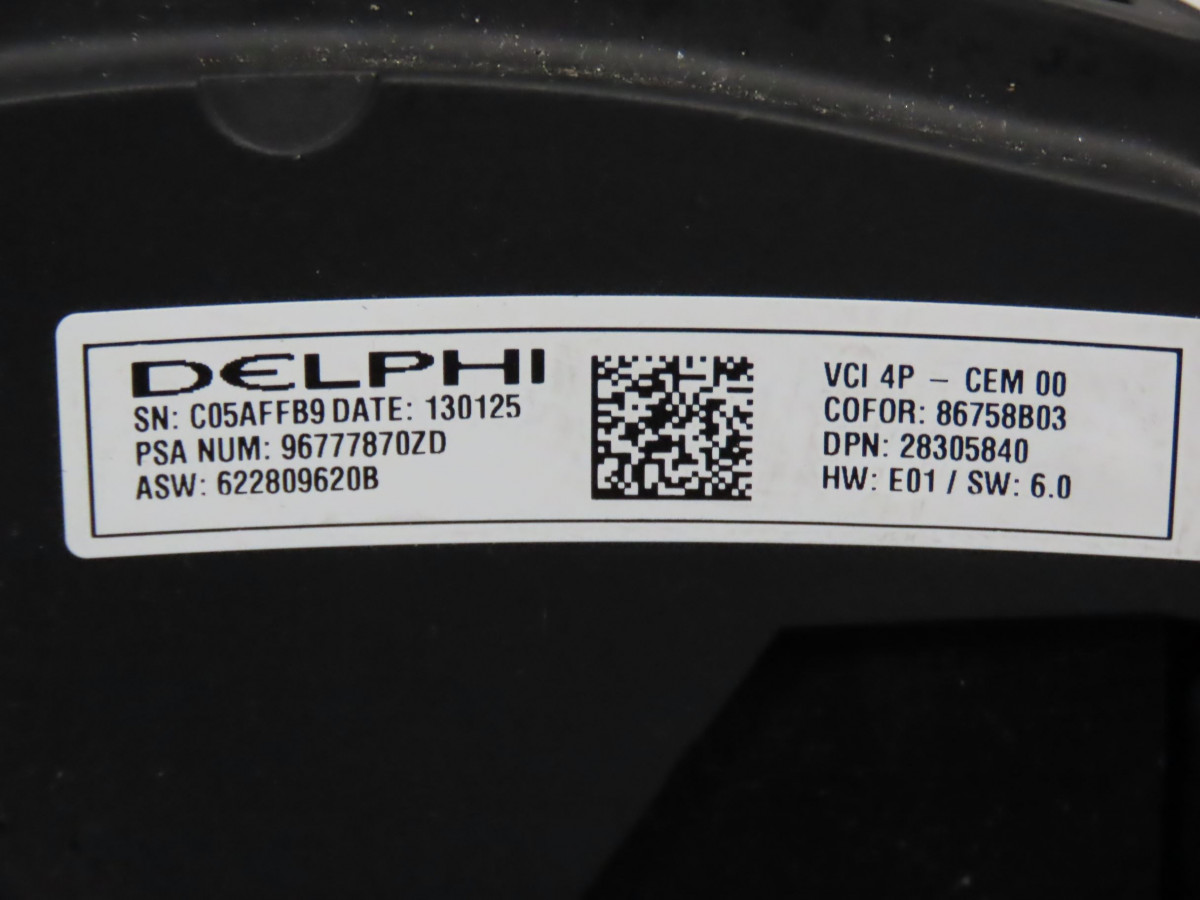 DELPHI
SN: C05AFFB9 DATE: 130125
PSA NUM: 96777870ZD
ASW: 622809620B
VCI 4P - CEM 00
COFOR: 86758B03
DPN: 28305840
HW: E01 / SW: 6.0